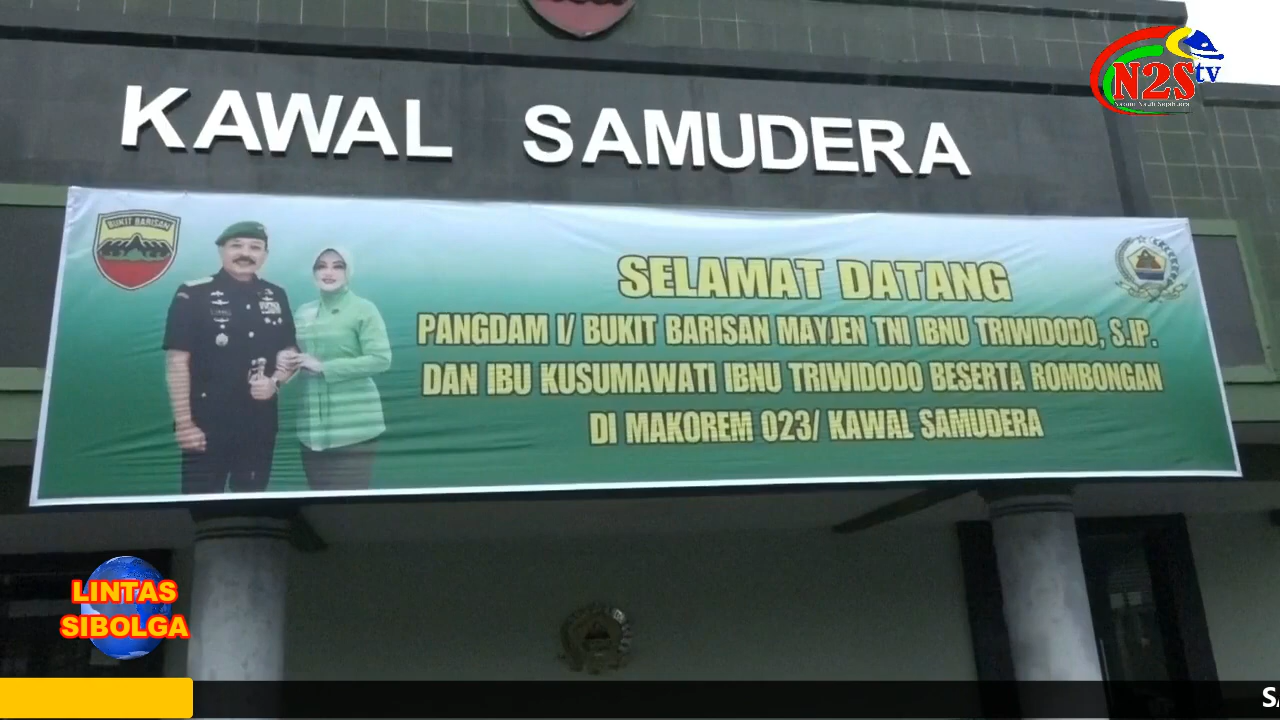 N2S tv
KAWAL SAMUDERA
BUKIT BARISAN
SELAMAT DATANG
PANGDAM I/ BUKIT BARISAN MAYJEN TNI IBNU TRIWIDODO, S.IP.
DAN IBU KUSUMAWATI IBNU TRIWIDODO BESERTA ROMBONGAN
DI MAKOREM 023/ KAWAL SAMUDERA
LINTAS
SIBOLGA